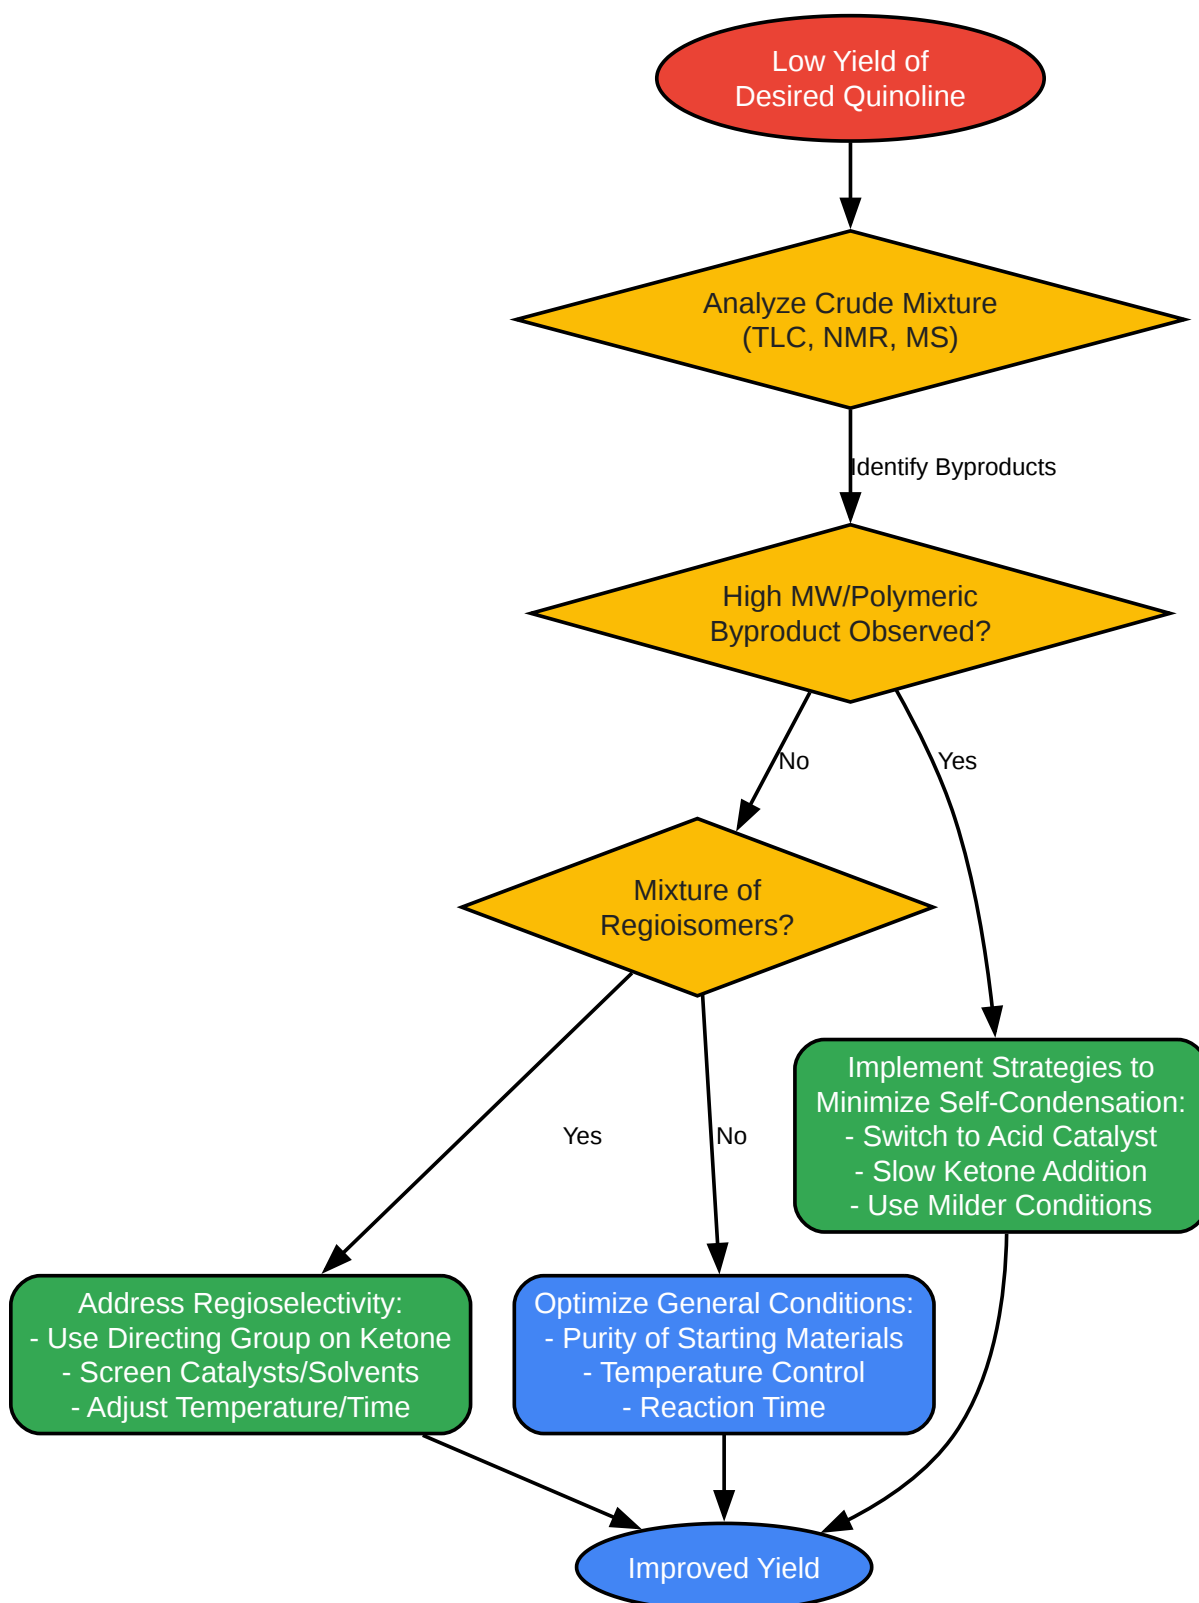 Low Yield of
Desired Quinoline
Analyze Crude Mixture
(TLC, NMR, MS)
Identify Byproducts
High MW/Polymeric
Byproduct Observed?
No
Yes
Mixture of
Regioisomers?
Yes
No
Implement Strategies to
Minimize Self-Condensation:
- Switch to Acid Catalyst
- Slow Ketone Addition
- Use Milder Conditions
Address Regioselectivity:
- Use Directing Group on Ketone
- Screen Catalysts/Solvents
- Adjust Temperature/Time
Optimize General Conditions:
- Purity of Starting Materials
- Temperature Control
- Reaction Time
Improved Yield